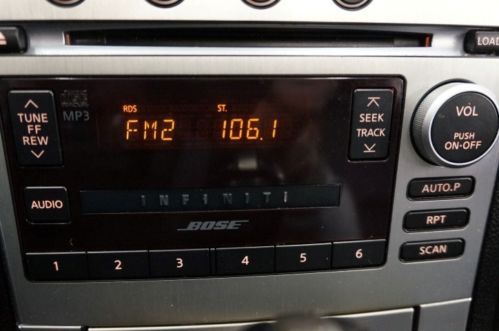 LOAD
TUNE
FF
REW
MP3
RDS
ST.
FM2 106.1
SEEK
TRACK
VOL
PUSH
ON-OFF
AUDIO
INFINITI
BOSE
AUTO.P
RPT
SCAN
1 2 3 4 5 6